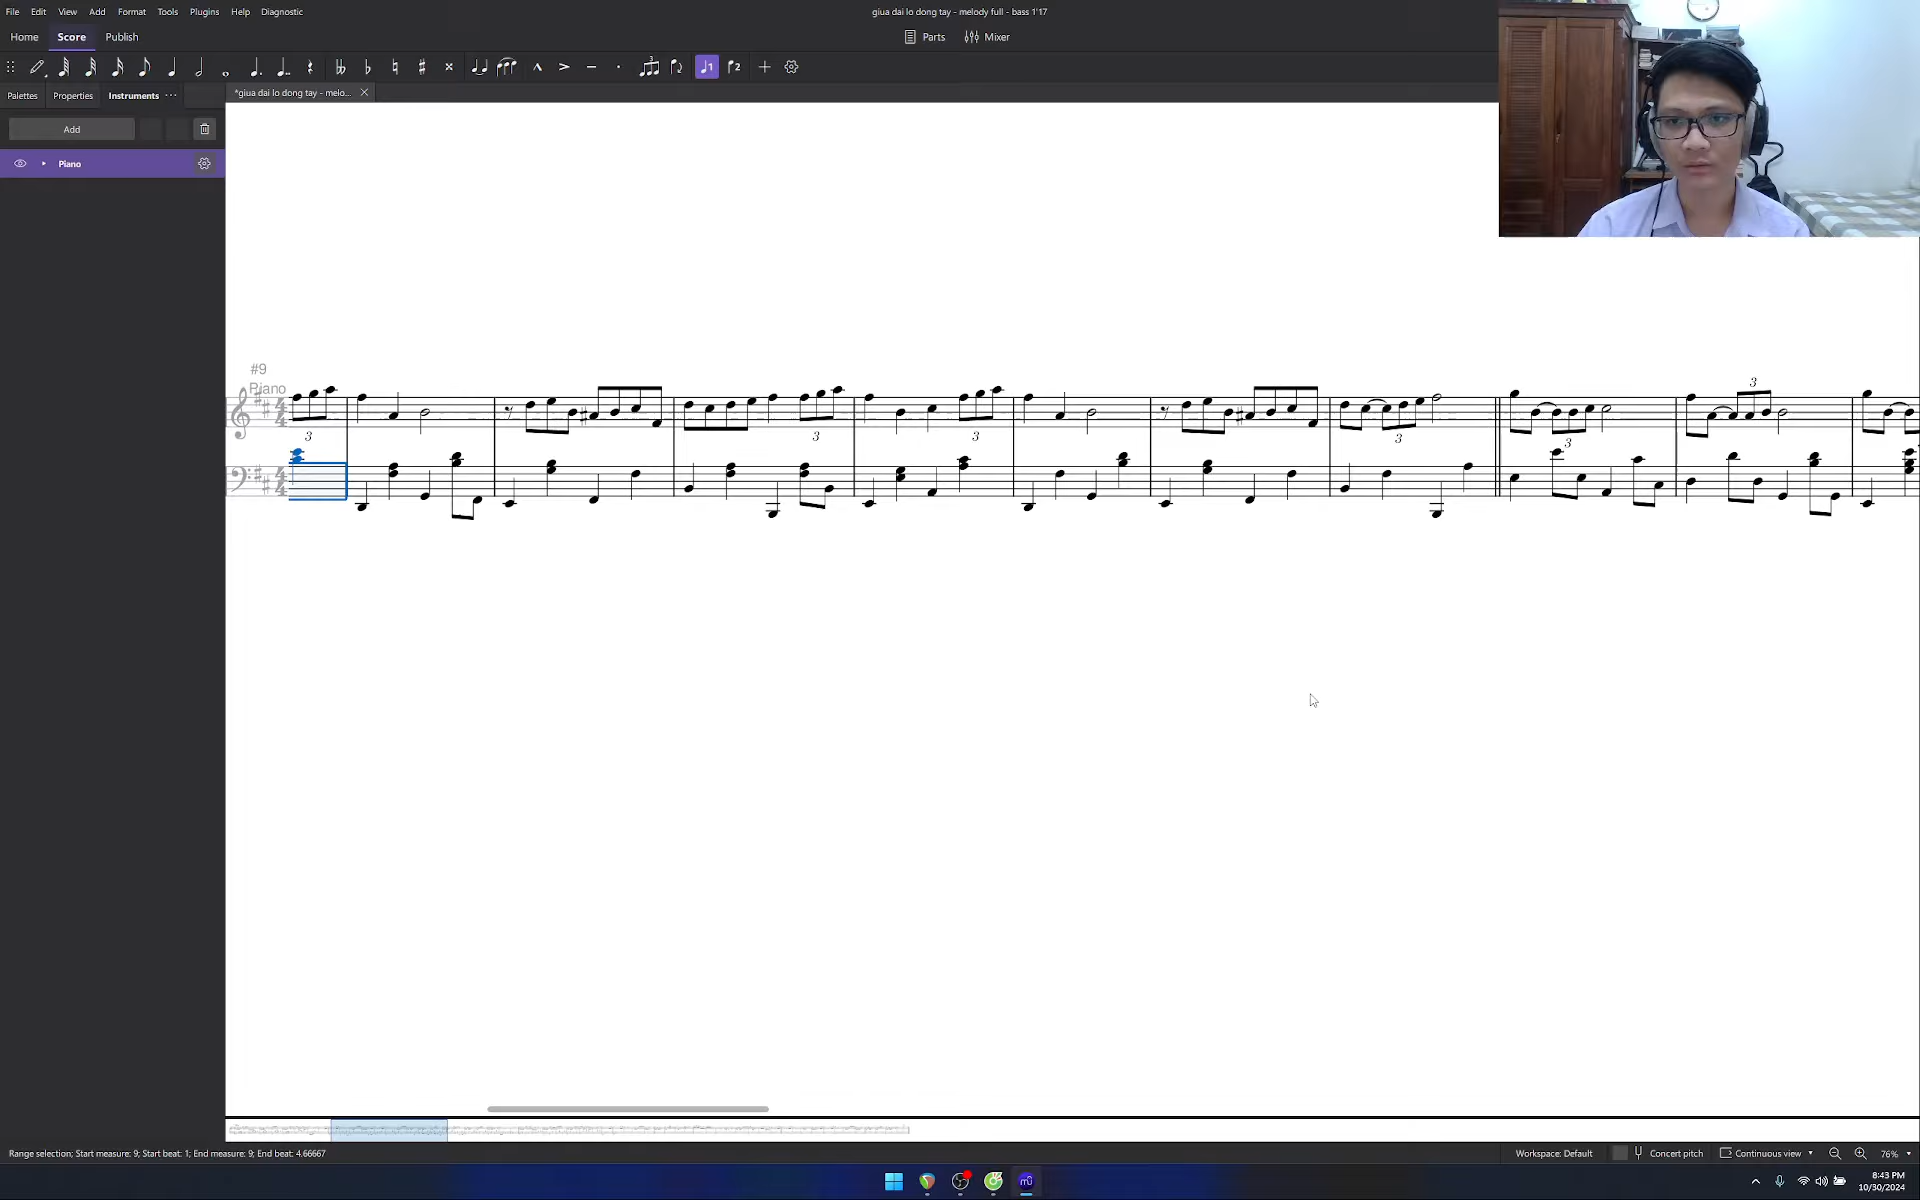 File Edit View Add Format Tools Plugins Help Diagnostic
giua dai lo dong tay - melody full - bass 1'17
Home Score Publish
Parts Mixer
Palettes Properties Instruments ···
*giua dai lo dong tay - melo...
Add
Piano
#9
Piano
3
3
3
3
3
3
Range selection; Start measure: 9; Start beat: 1; End measure: 9; End beat: 4.66667
Workspace: Default
Concert pitch
Continuous view
76%
8:43 PM
10/30/2024